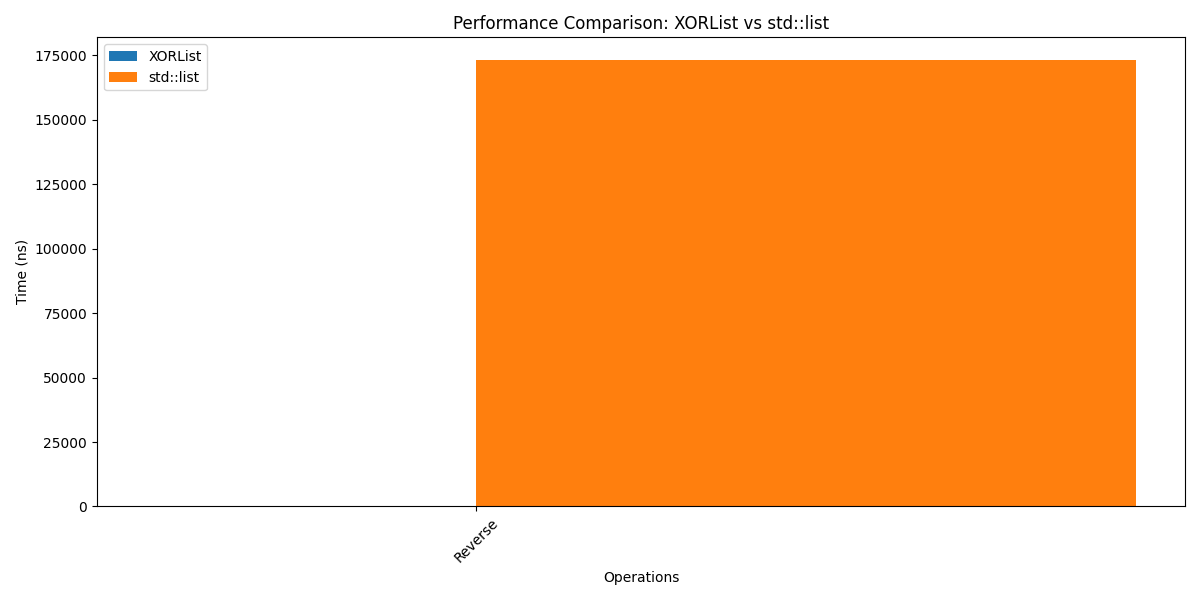 Performance Comparison: XORList vs std::list
XORList
std::list
175000
150000
125000
100000
75000
50000
25000
0
Time (ns)
Reverse
Operations